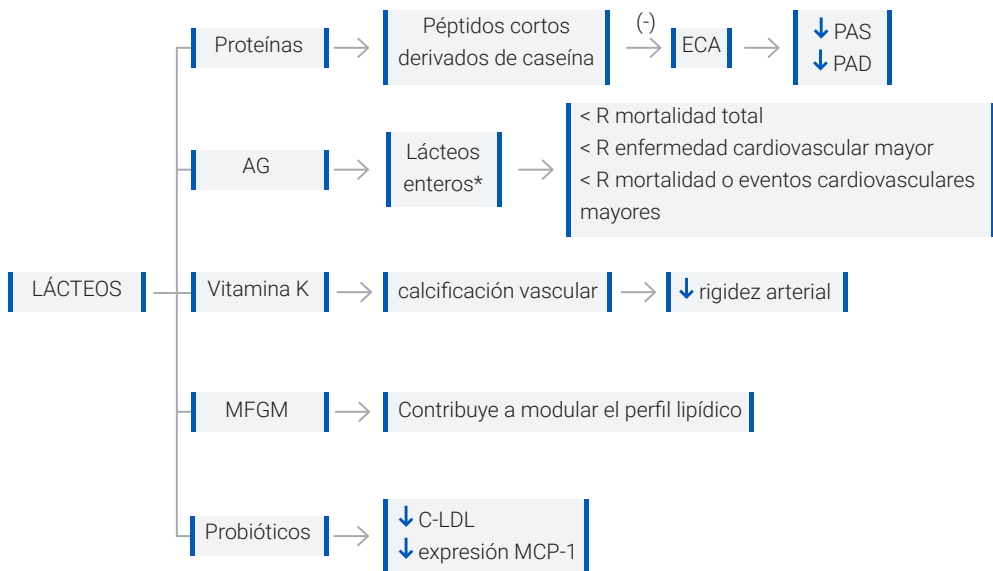 LÁCTEOS
Proteínas
Péptidos cortos
derivados de caseína
(-)
ECA
↓ PAS
↓ PAD
AG
Lácteos
enteros*
< R mortalidad total
< R enfermedad cardiovascular mayor
< R mortalidad o eventos cardiovasculares
mayores
Vitamina K
calcificación vascular
↓ rigidez arterial
MFGM
Contribuye a modular el perfil lipídico
Probióticos
↓ C-LDL
↓ expresión MCP-1